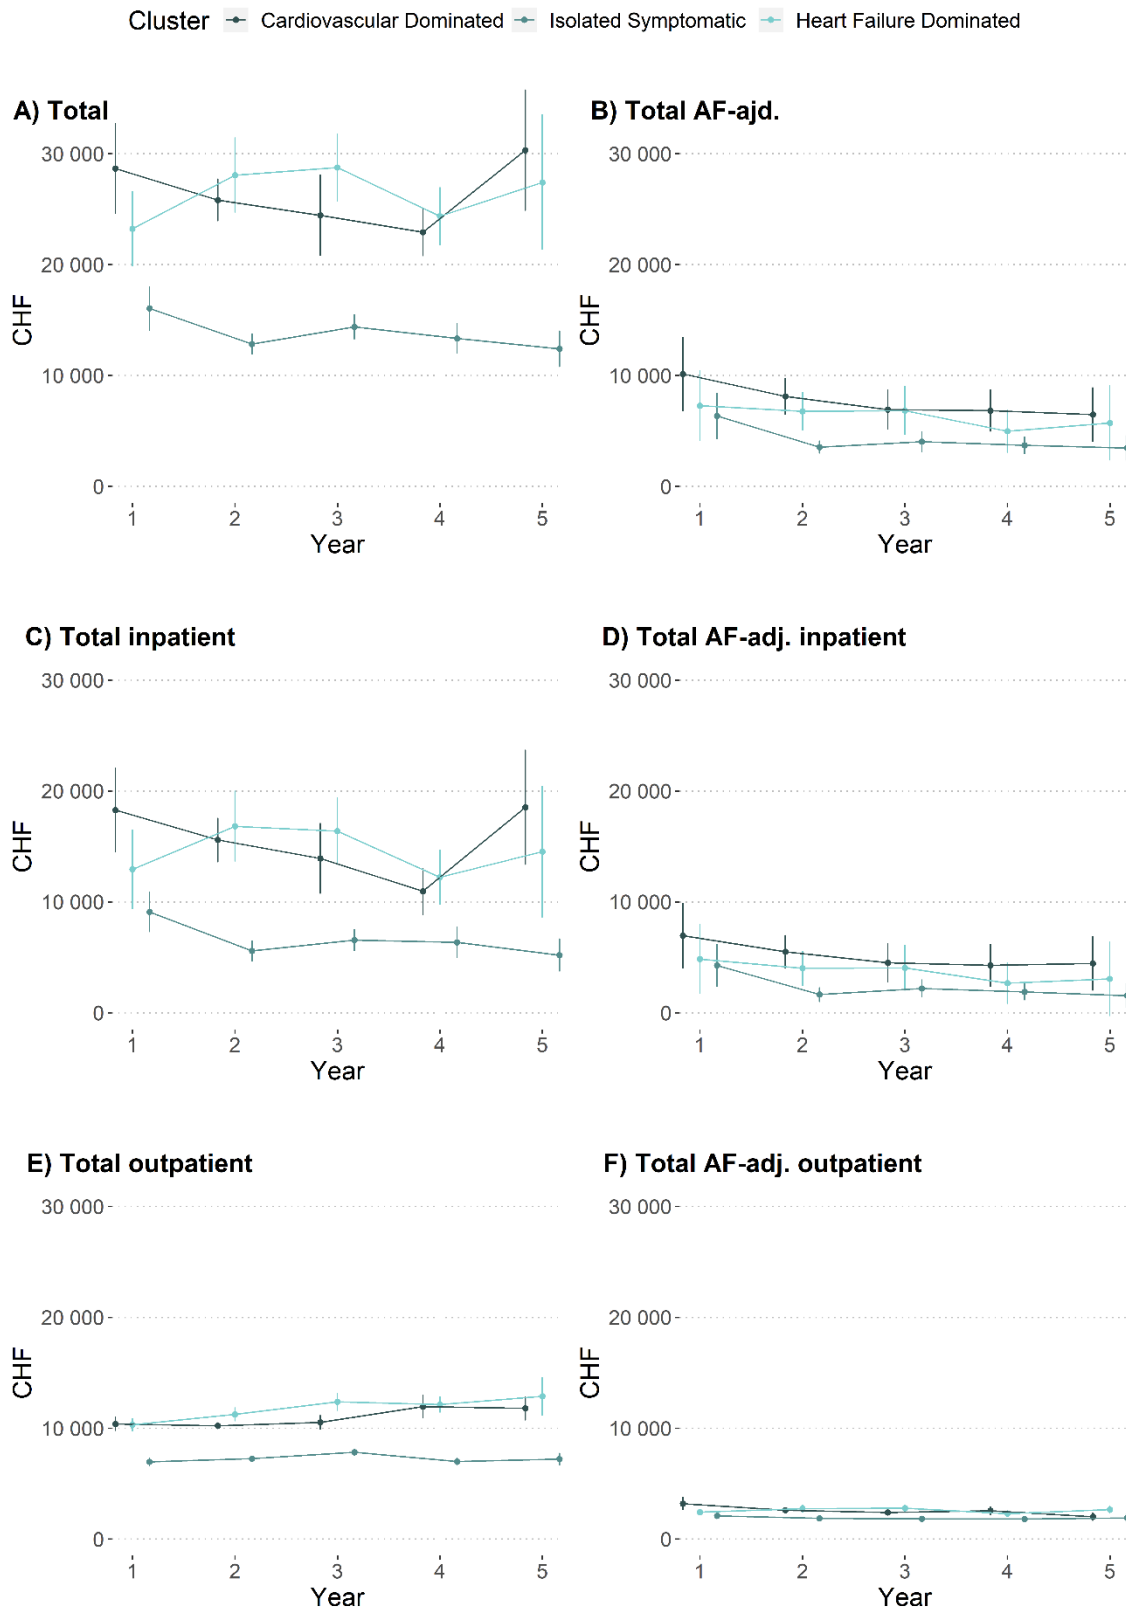 Cluster Cardiovascular Dominated Isolated Symptomatic Heart Failure Dominated
A) Total
30 000
20 000
10 000
0
CHF
1 2 3 4 5
Year
B) Total AF-ajd.
30 000
20 000
10 000
0
CHF
1 2 3 4 5
Year
C) Total inpatient
30 000
20 000
10 000
0
CHF
1 2 3 4 5
Year
D) Total AF-adj. inpatient
30 000
20 000
10 000
0
CHF
1 2 3 4 5
Year
E) Total outpatient
30 000
20 000
10 000
0
CHF
1 2 3 4 5
Year
F) Total AF-adj. outpatient
30 000
20 000
10 000
0
CHF
1 2 3 4 5
Year